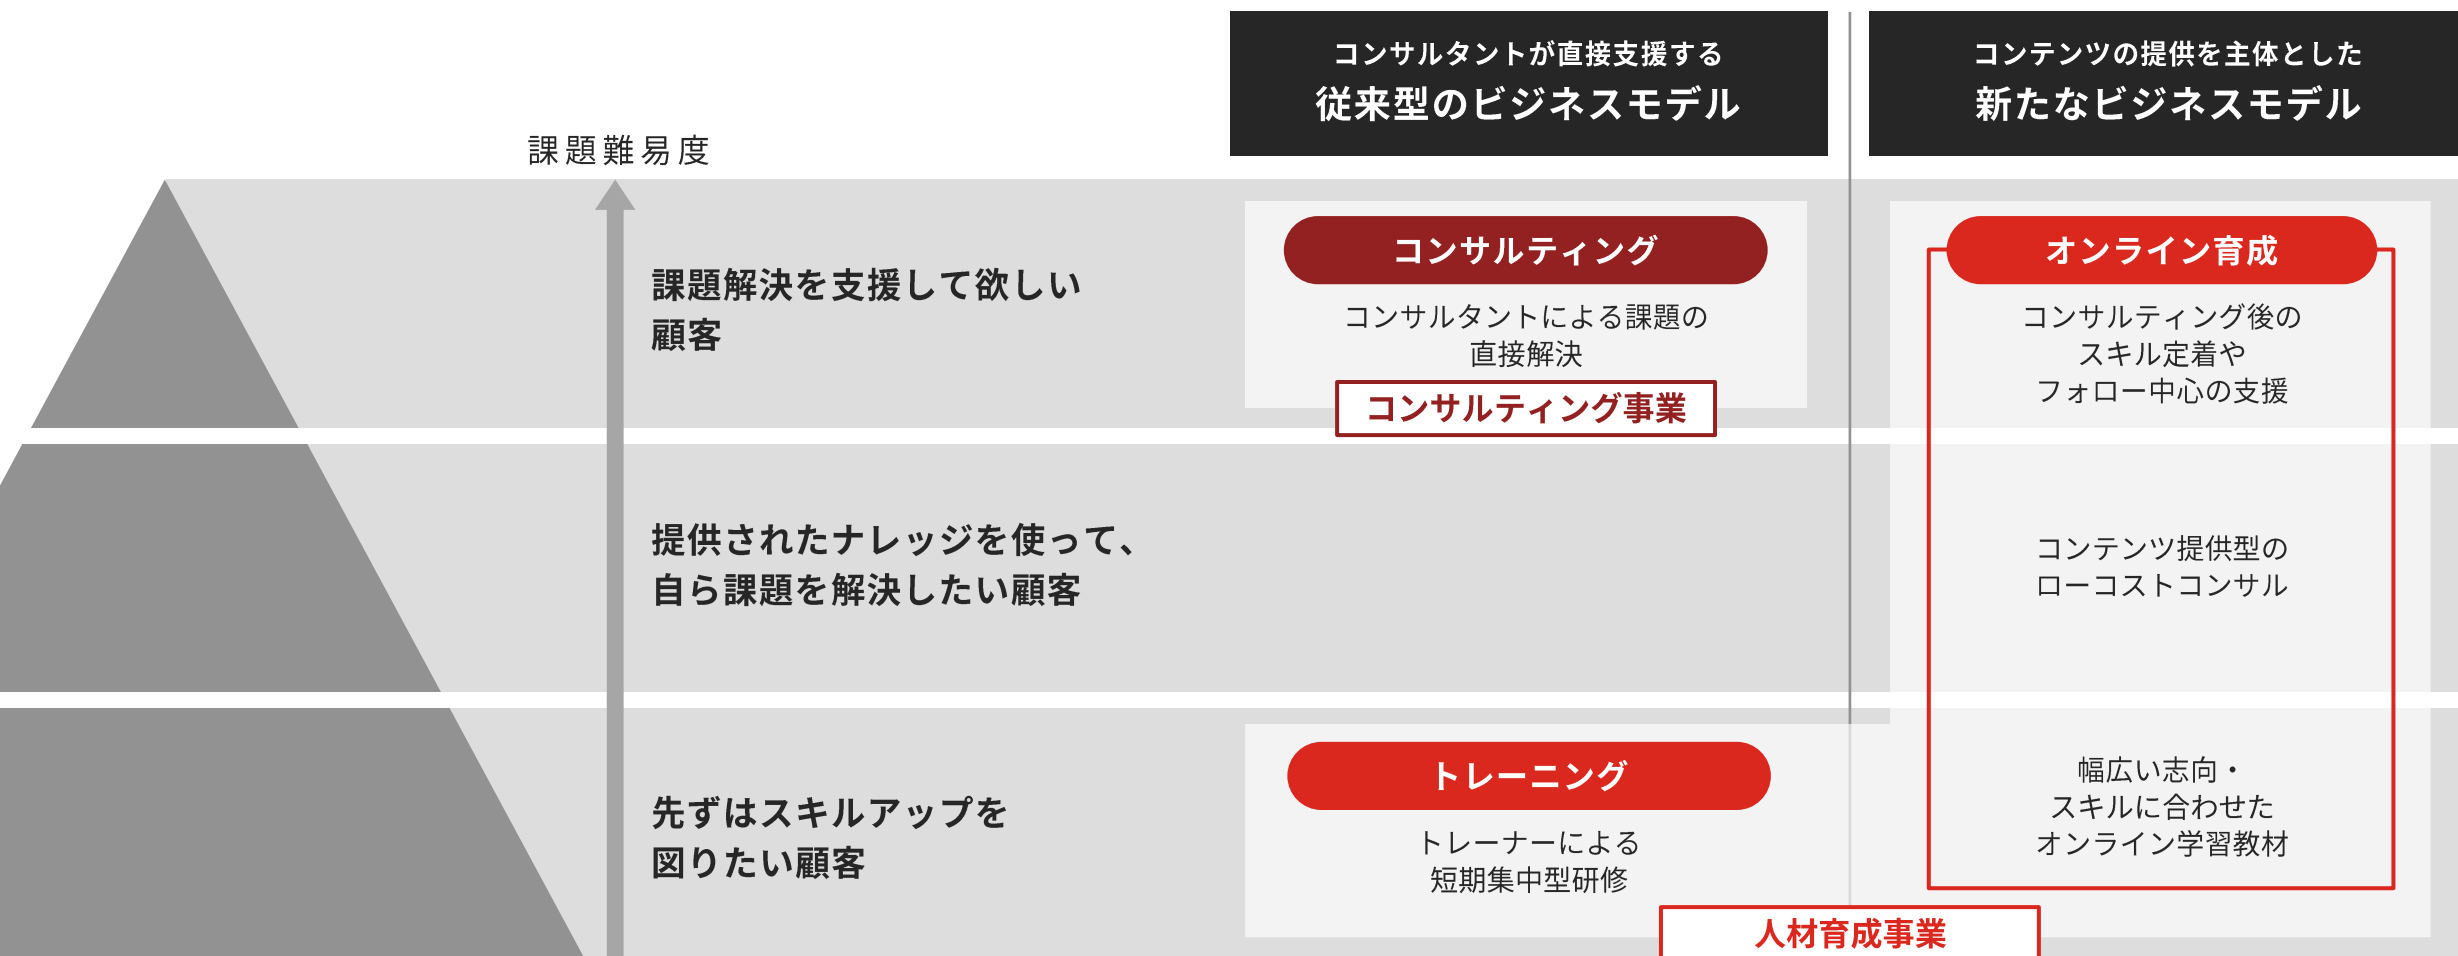 コンサルタントが直接支援する
従来型のビジネスモデル
コンテンツの提供を主体とした
新たなビジネスモデル
課題難易度
課題解決を支援して欲しい
顧客
コンサルティング
コンサルタントによる課題の
直接解決
コンサルティング事業
オンライン育成
コンサルティング後の
スキル定着や
フォロー中心の支援
提供されたナレッジを使って、
自ら課題を解決したい顧客
コンテンツ提供型の
ローコストコンサル
先ずはスキルアップを
図りたい顧客
トレーニング
トレーナーによる
短期集中型研修
幅広い志向・
スキルに合わせた
オンライン学習教材
人材育成事業